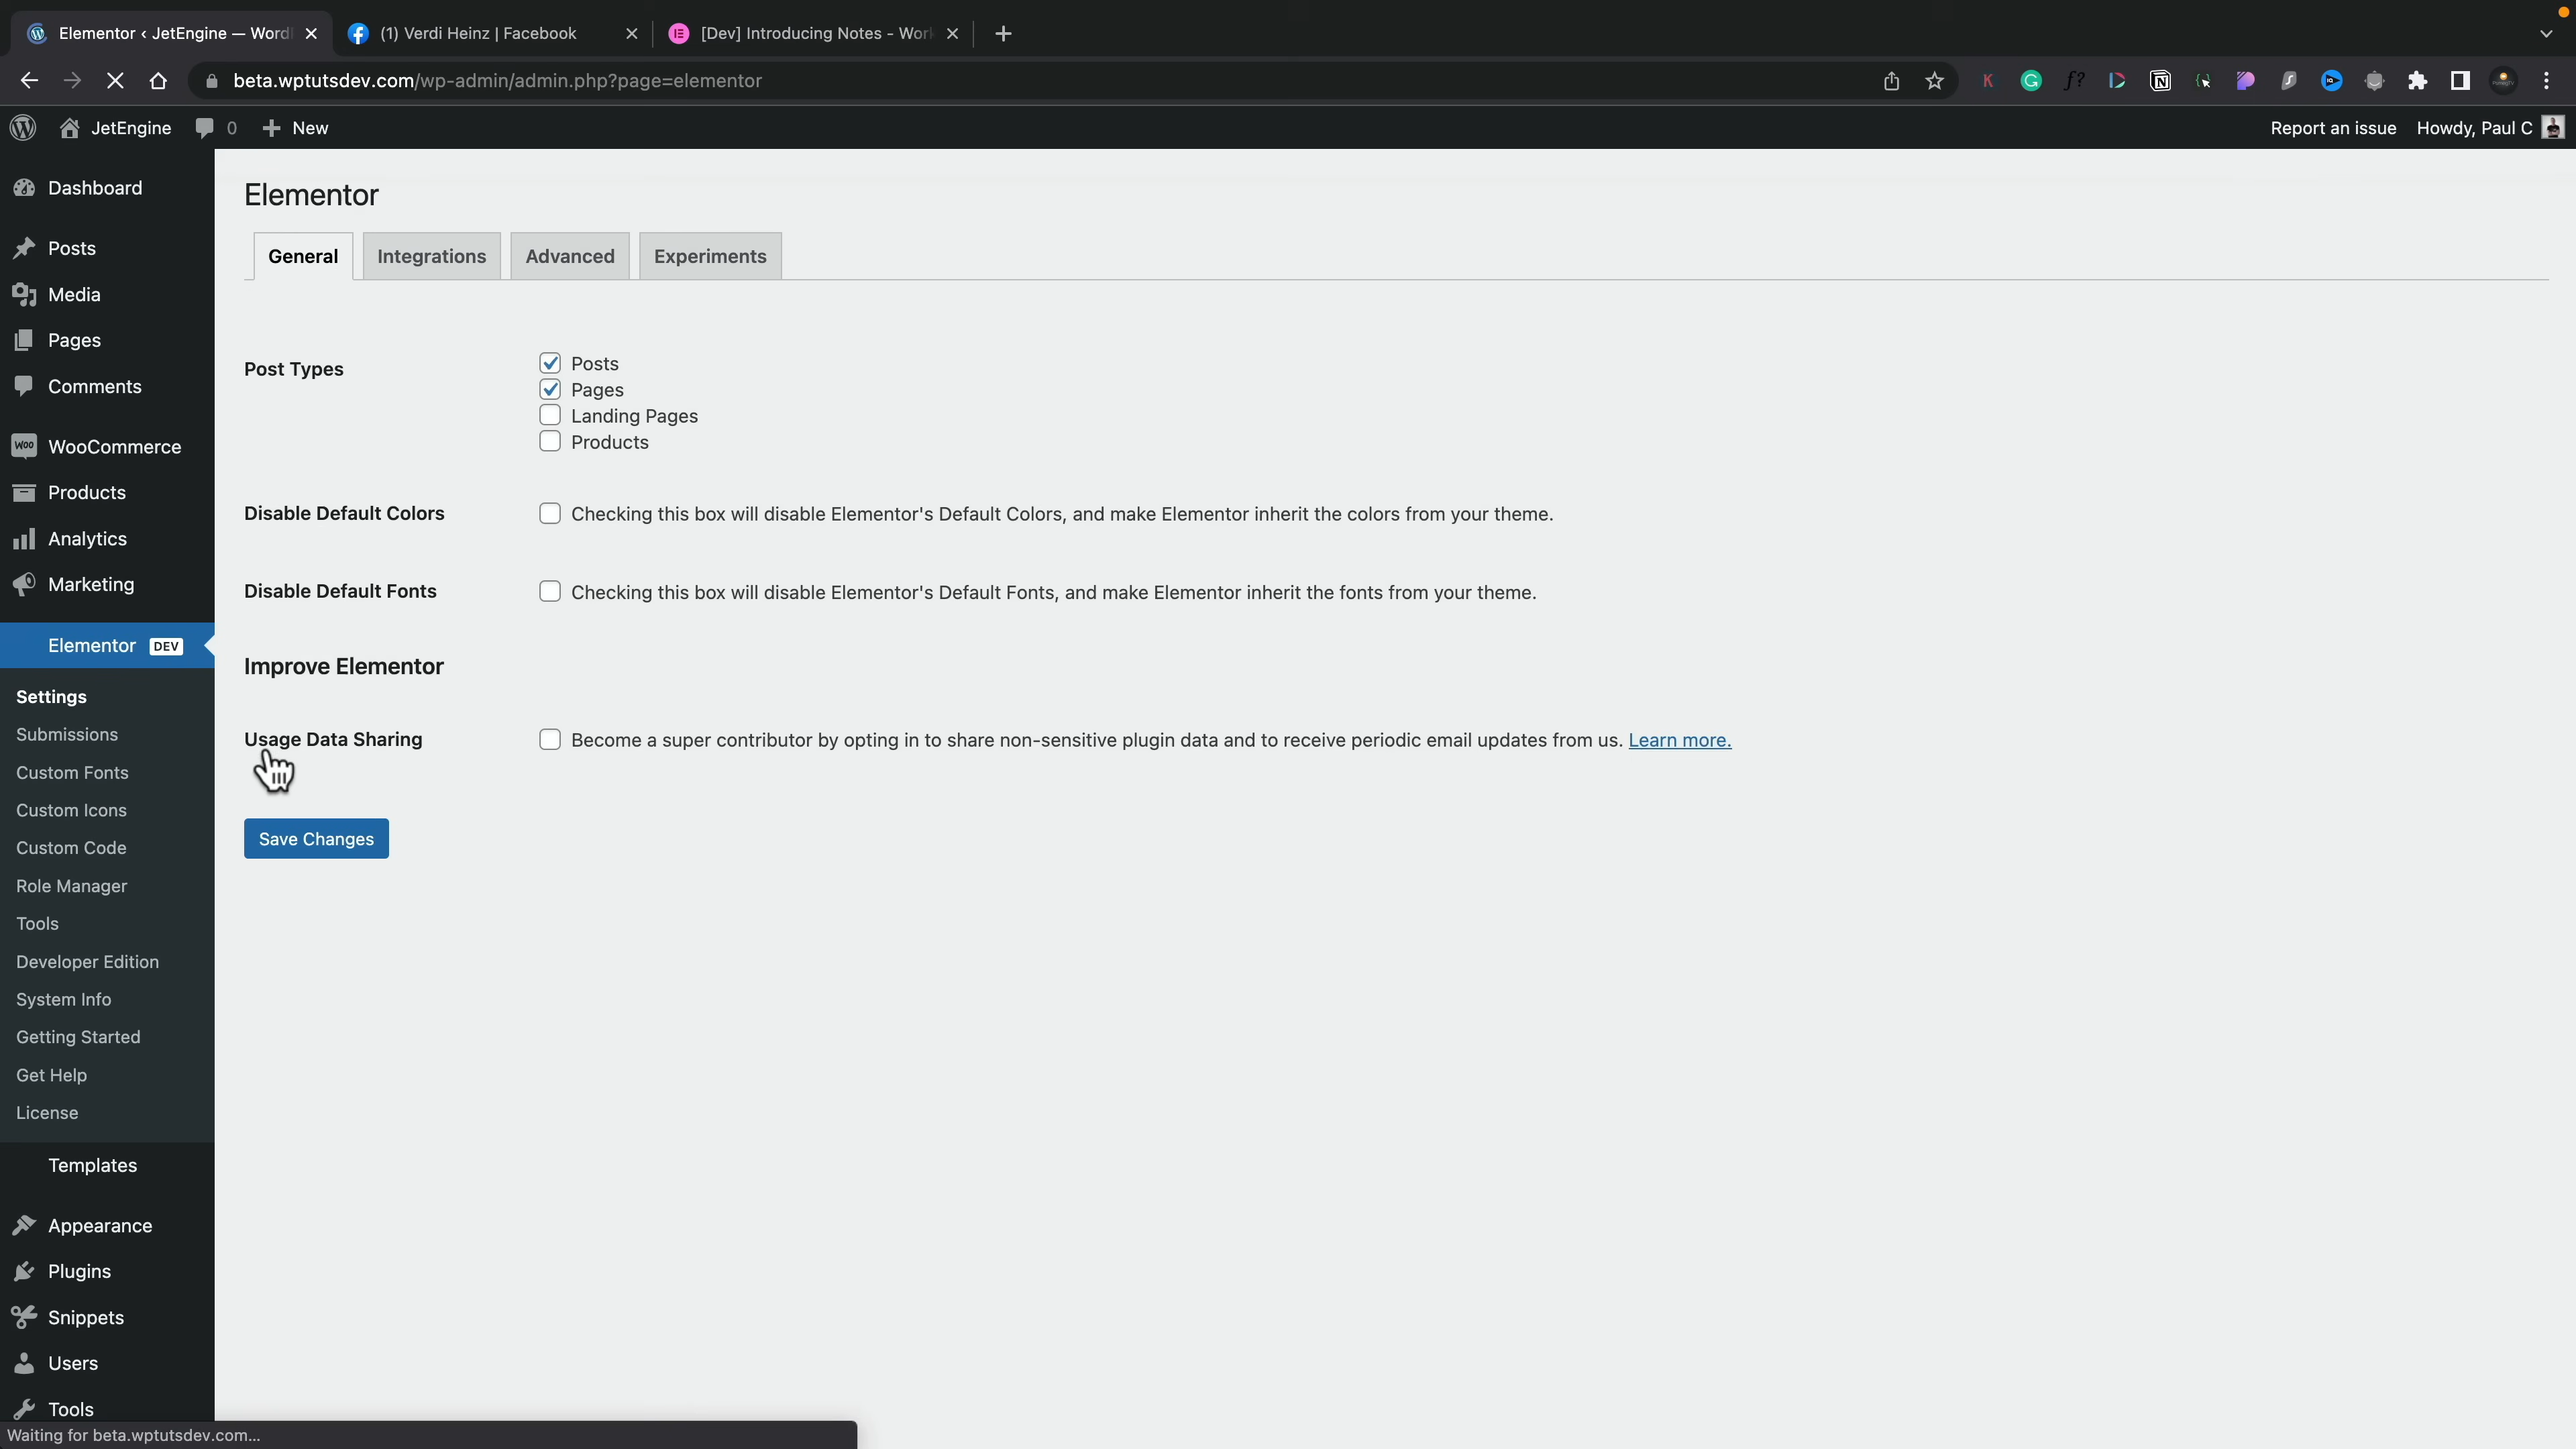 Elementor ‹ JetEngine — Word
(1) Verdi Heinz | Facebook
[Dev] Introducing Notes - Wor
beta.wptutsdev.com/wp-admin/admin.php?page=elementor
JetEngine
0
New
Report an issue
Howdy, Paul C
Dashboard
Posts
Media
Pages
Comments
WooCommerce
Products
Analytics
Marketing
Elementor DEV
Settings
Submissions
Custom Fonts
Custom Icons
Custom Code
Role Manager
Tools
Developer Edition
System Info
Getting Started
Get Help
License
Templates
Appearance
Plugins
Snippets
Users
Tools
Elementor
General
Integrations
Advanced
Experiments
Post Types
Posts
Pages
Landing Pages
Products
Disable Default Colors
Checking this box will disable Elementor's Default Colors, and make Elementor inherit the colors from your theme.
Disable Default Fonts
Checking this box will disable Elementor's Default Fonts, and make Elementor inherit the fonts from your theme.
Improve Elementor
Usage Data Sharing
Become a super contributor by opting in to share non-sensitive plugin data and to receive periodic email updates from us. Learn more.
Save Changes
Waiting for beta.wptutsdev.com...